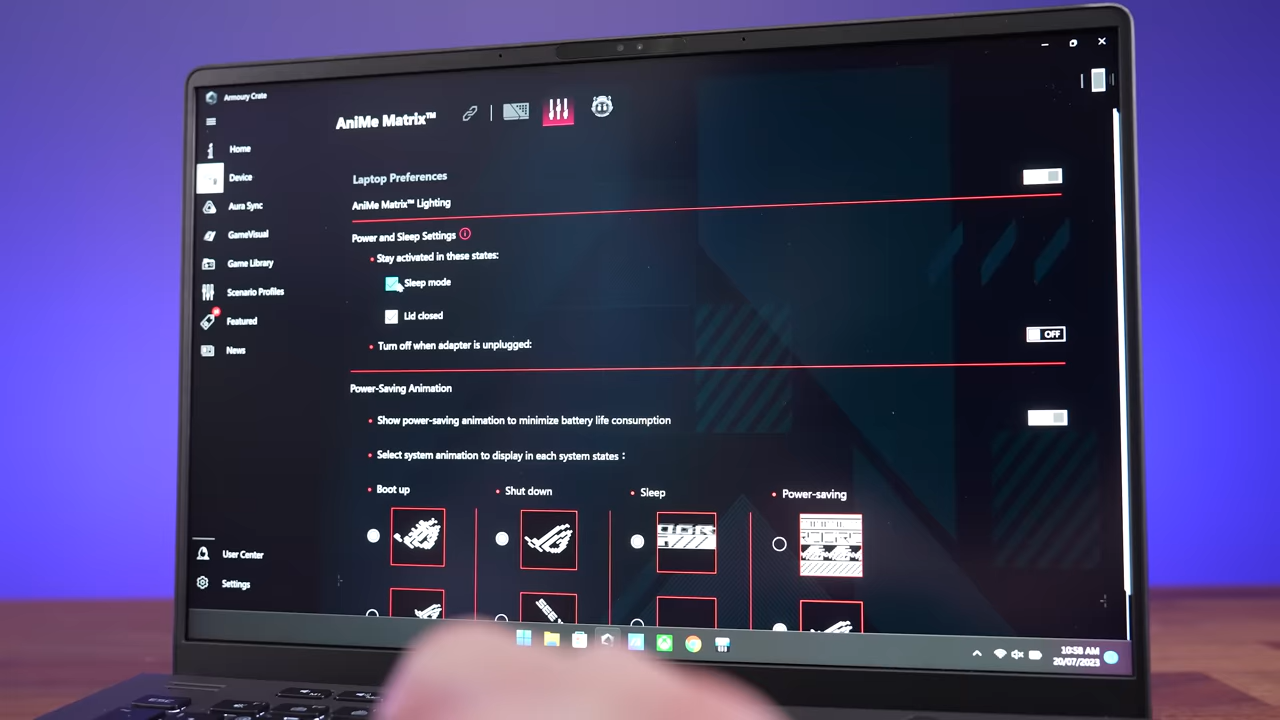 Armoury Crate
AniMe Matrix™
Home
Device
Aura Sync
GameVisual
Game Library
Scenario Profiles
Featured
News
User Center
Settings
Laptop Preferences
AniMe Matrix™ Lighting
Power and Sleep Settings
Stay activated in these states:
Sleep mode
Lid closed
Turn off when adapter is unplugged:
OFF
Power-Saving Animation
Show power-saving animation to minimize battery life consumption
Select system animation to display in each system states :
Boot up
Shut down
Sleep
Power-saving
10:58 AM
20/07/2023